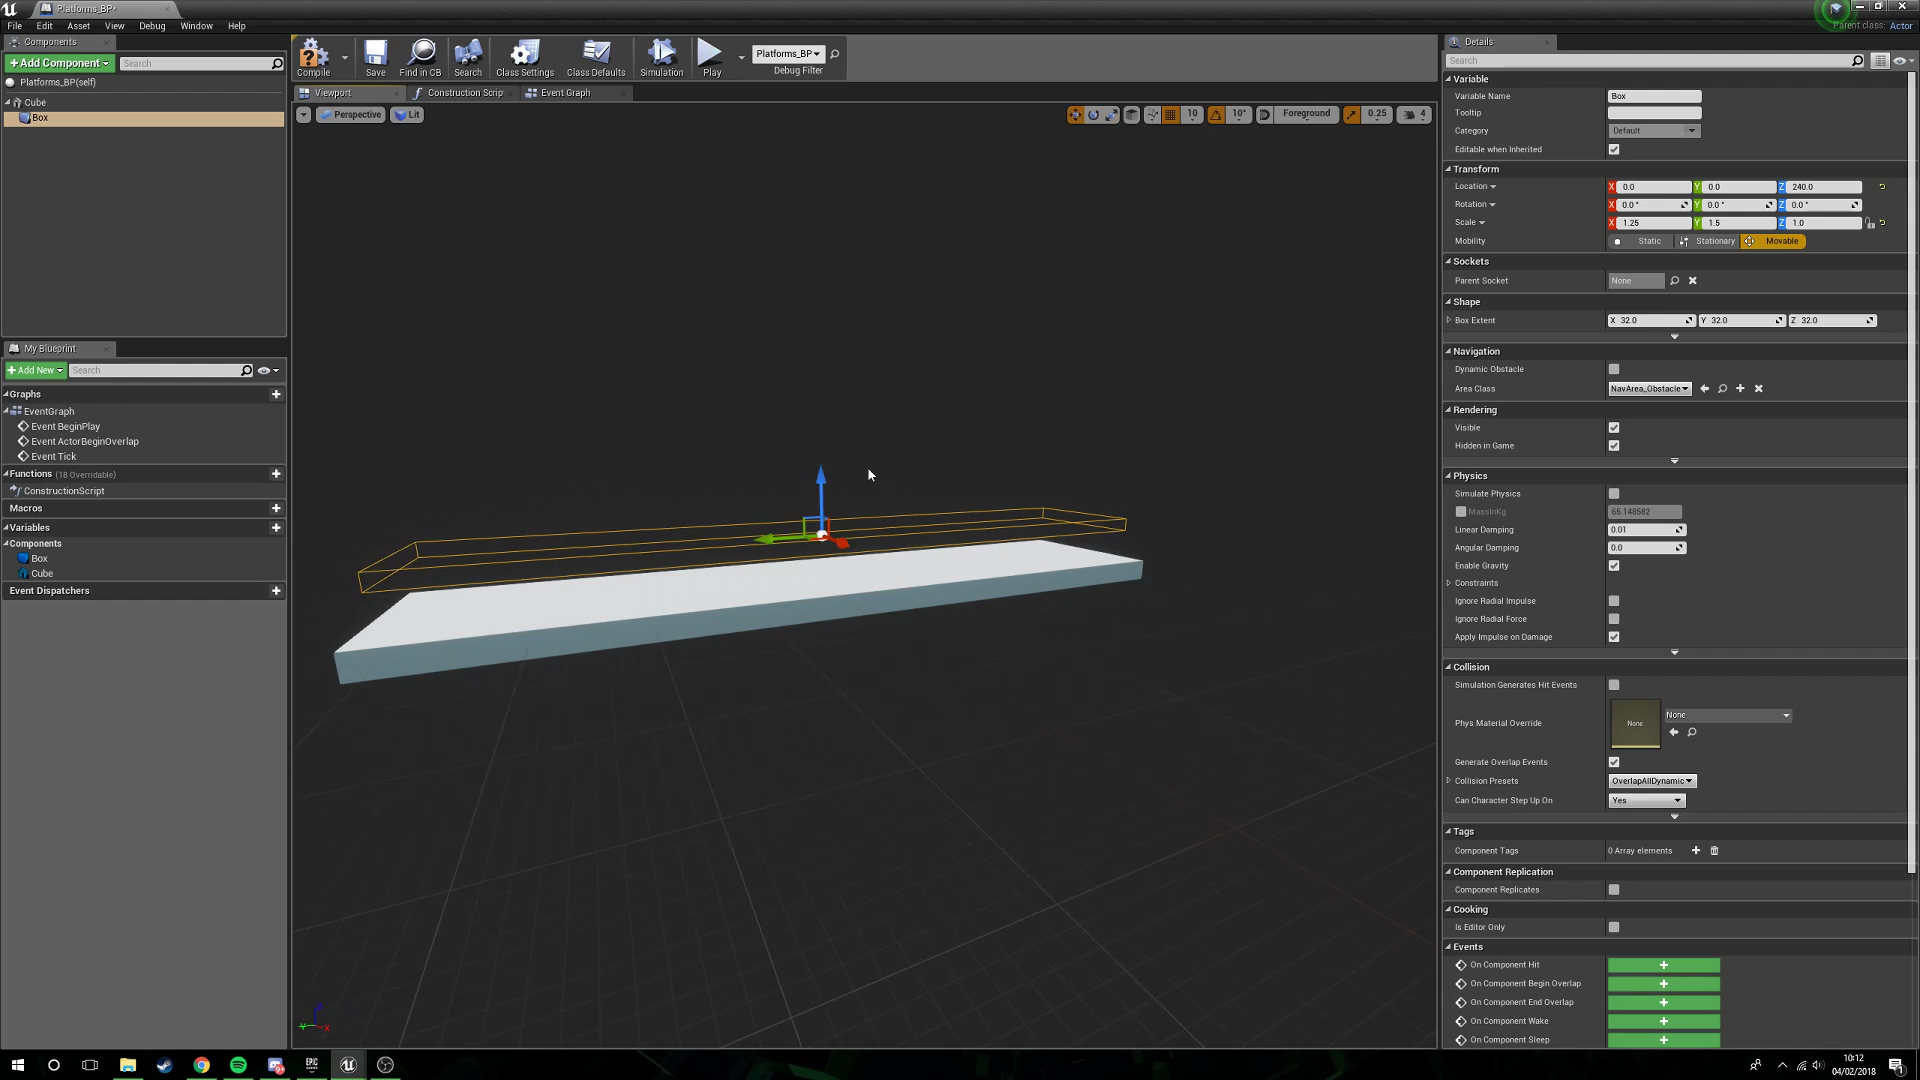 Platforms_BP*
File Edit Asset View Debug Window Help
Parent class: Actor
Components
+Add Component
Search
Platforms_BP(self)
Cube
Box
My Blueprint
+Add New
Search
Graphs
EventGraph
Event BeginPlay
Event ActorBeginOverlap
Event Tick
Functions (18 Overridable)
ConstructionScript
Macros
Variables
Components
Box
Cube
Event Dispatchers
Compile Save Find in CB Search Class Settings Class Defaults Simulation Play
Platforms_BP
Debug Filter
Viewport Construction Scrip Event Graph
Perspective Lit
10 10° Foreground 0.25 4
Details
Search
Variable
Variable Name Box
Tooltip
Category Default
Editable when Inherited
Transform
Location X 0.0 Y 0.0 Z 240.0
Rotation X 0.0 ° Y 0.0 ° Z 0.0 °
Scale X 1.25 Y 1.5 Z 1.0
Mobility Static Stationary Movable
Sockets
Parent Socket None
Shape
Box Extent X 32.0 Y 32.0 Z 32.0
Navigation
Dynamic Obstacle
Area Class NavArea_Obstacle
Rendering
Visible
Hidden in Game
Physics
Simulate Physics
MassInKg 65.148582
Linear Damping 0.01
Angular Damping 0.0
Enable Gravity
Constraints
Ignore Radial Impulse
Ignore Radial Force
Apply Impulse on Damage
Collision
Simulation Generates Hit Events
Phys Material Override None None
Generate Overlap Events
Collision Presets OverlapAllDynamic
Can Character Step Up On Yes
Tags
Component Tags 0 Array elements
Component Replication
Component Replicates
Cooking
Is Editor Only
Events
On Component Hit +
On Component Begin Overlap +
On Component End Overlap +
On Component Wake +
On Component Sleep +
10:12
04/02/2018